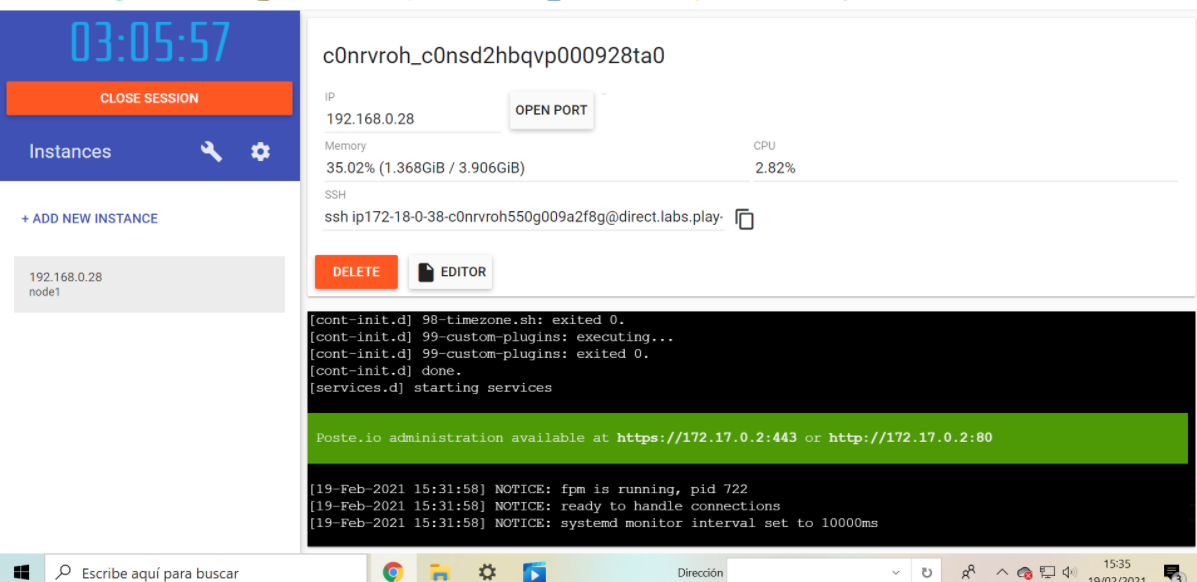 03:05:57
CLOSE SESSION
Instances
+ ADD NEW INSTANCE
192.168.0.28
node1
c0nrvroh_c0nsd2hbqvp000928ta0
IP
192.168.0.28
OPEN PORT
Memory
35.02% (1.368GiB / 3.906GiB)
CPU
2.82%
SSH
ssh ip172-18-0-38-c0nrvroh550g009a2f8g@direct.labs.play-
DELETE
EDITOR
[cont-init.d] 98-timezone.sh: exited 0.
[cont-init.d] 99-custom-plugins: executing...
[cont-init.d] 99-custom-plugins: exited 0.
[cont-init.d] done.
[services.d] starting services
Poste.io administration available at https://172.17.0.2:443 or http://172.17.0.2:80
[19-Feb-2021 15:31:58] NOTICE: fpm is running, pid 722
[19-Feb-2021 15:31:58] NOTICE: ready to handle connections
[19-Feb-2021 15:31:58] NOTICE: systemd monitor interval set to 10000ms
Escribe aquí para buscar
Dirección
15:35
19/02/2021